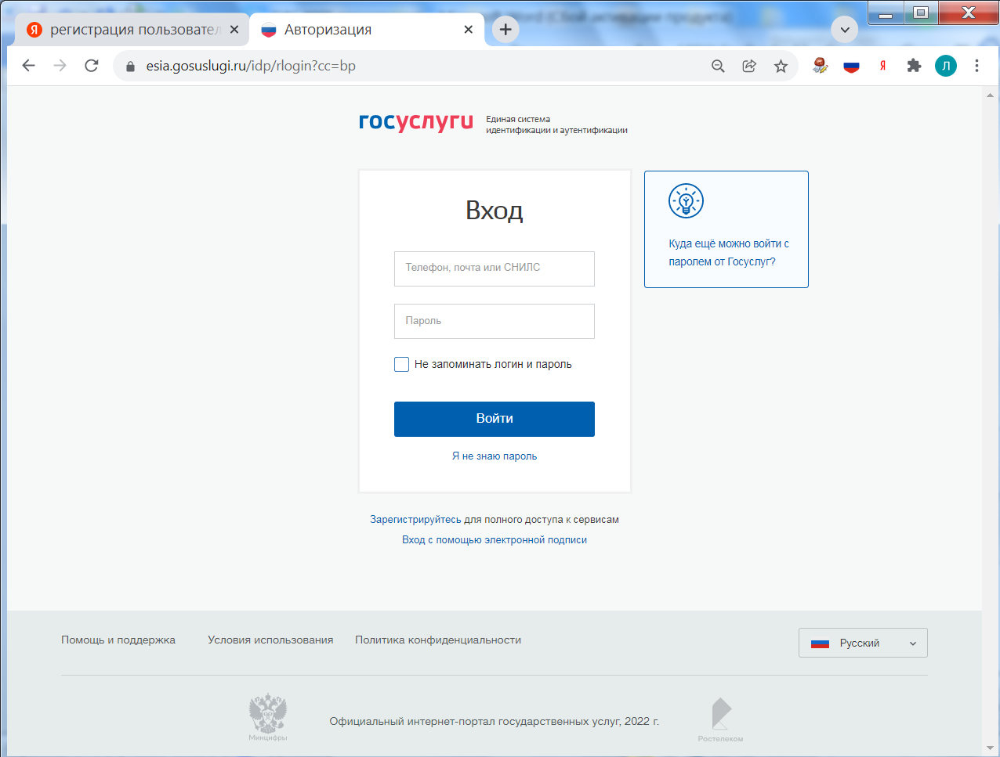 Я регистрация пользовател
Авторизация
esia.gosuslugi.ru/idp/rlogin?cc=bp
Я
Л
госуслуги
Единая система
идентификации и аутентификации
Вход
Телефон, почта или СНИЛС
Пароль
Не запоминать логин и пароль
Войти
Я не знаю пароль
Куда ещё можно войти с
паролем от Госуслуг?
Зарегистрируйтесь для полного доступа к сервисам
Вход с помощью электронной подписи
Помощь и поддержка
Условия использования
Политика конфиденциальности
Русский
Минцифры
Официальный интернет-портал государственных услуг, 2022 г.
Ростелеком